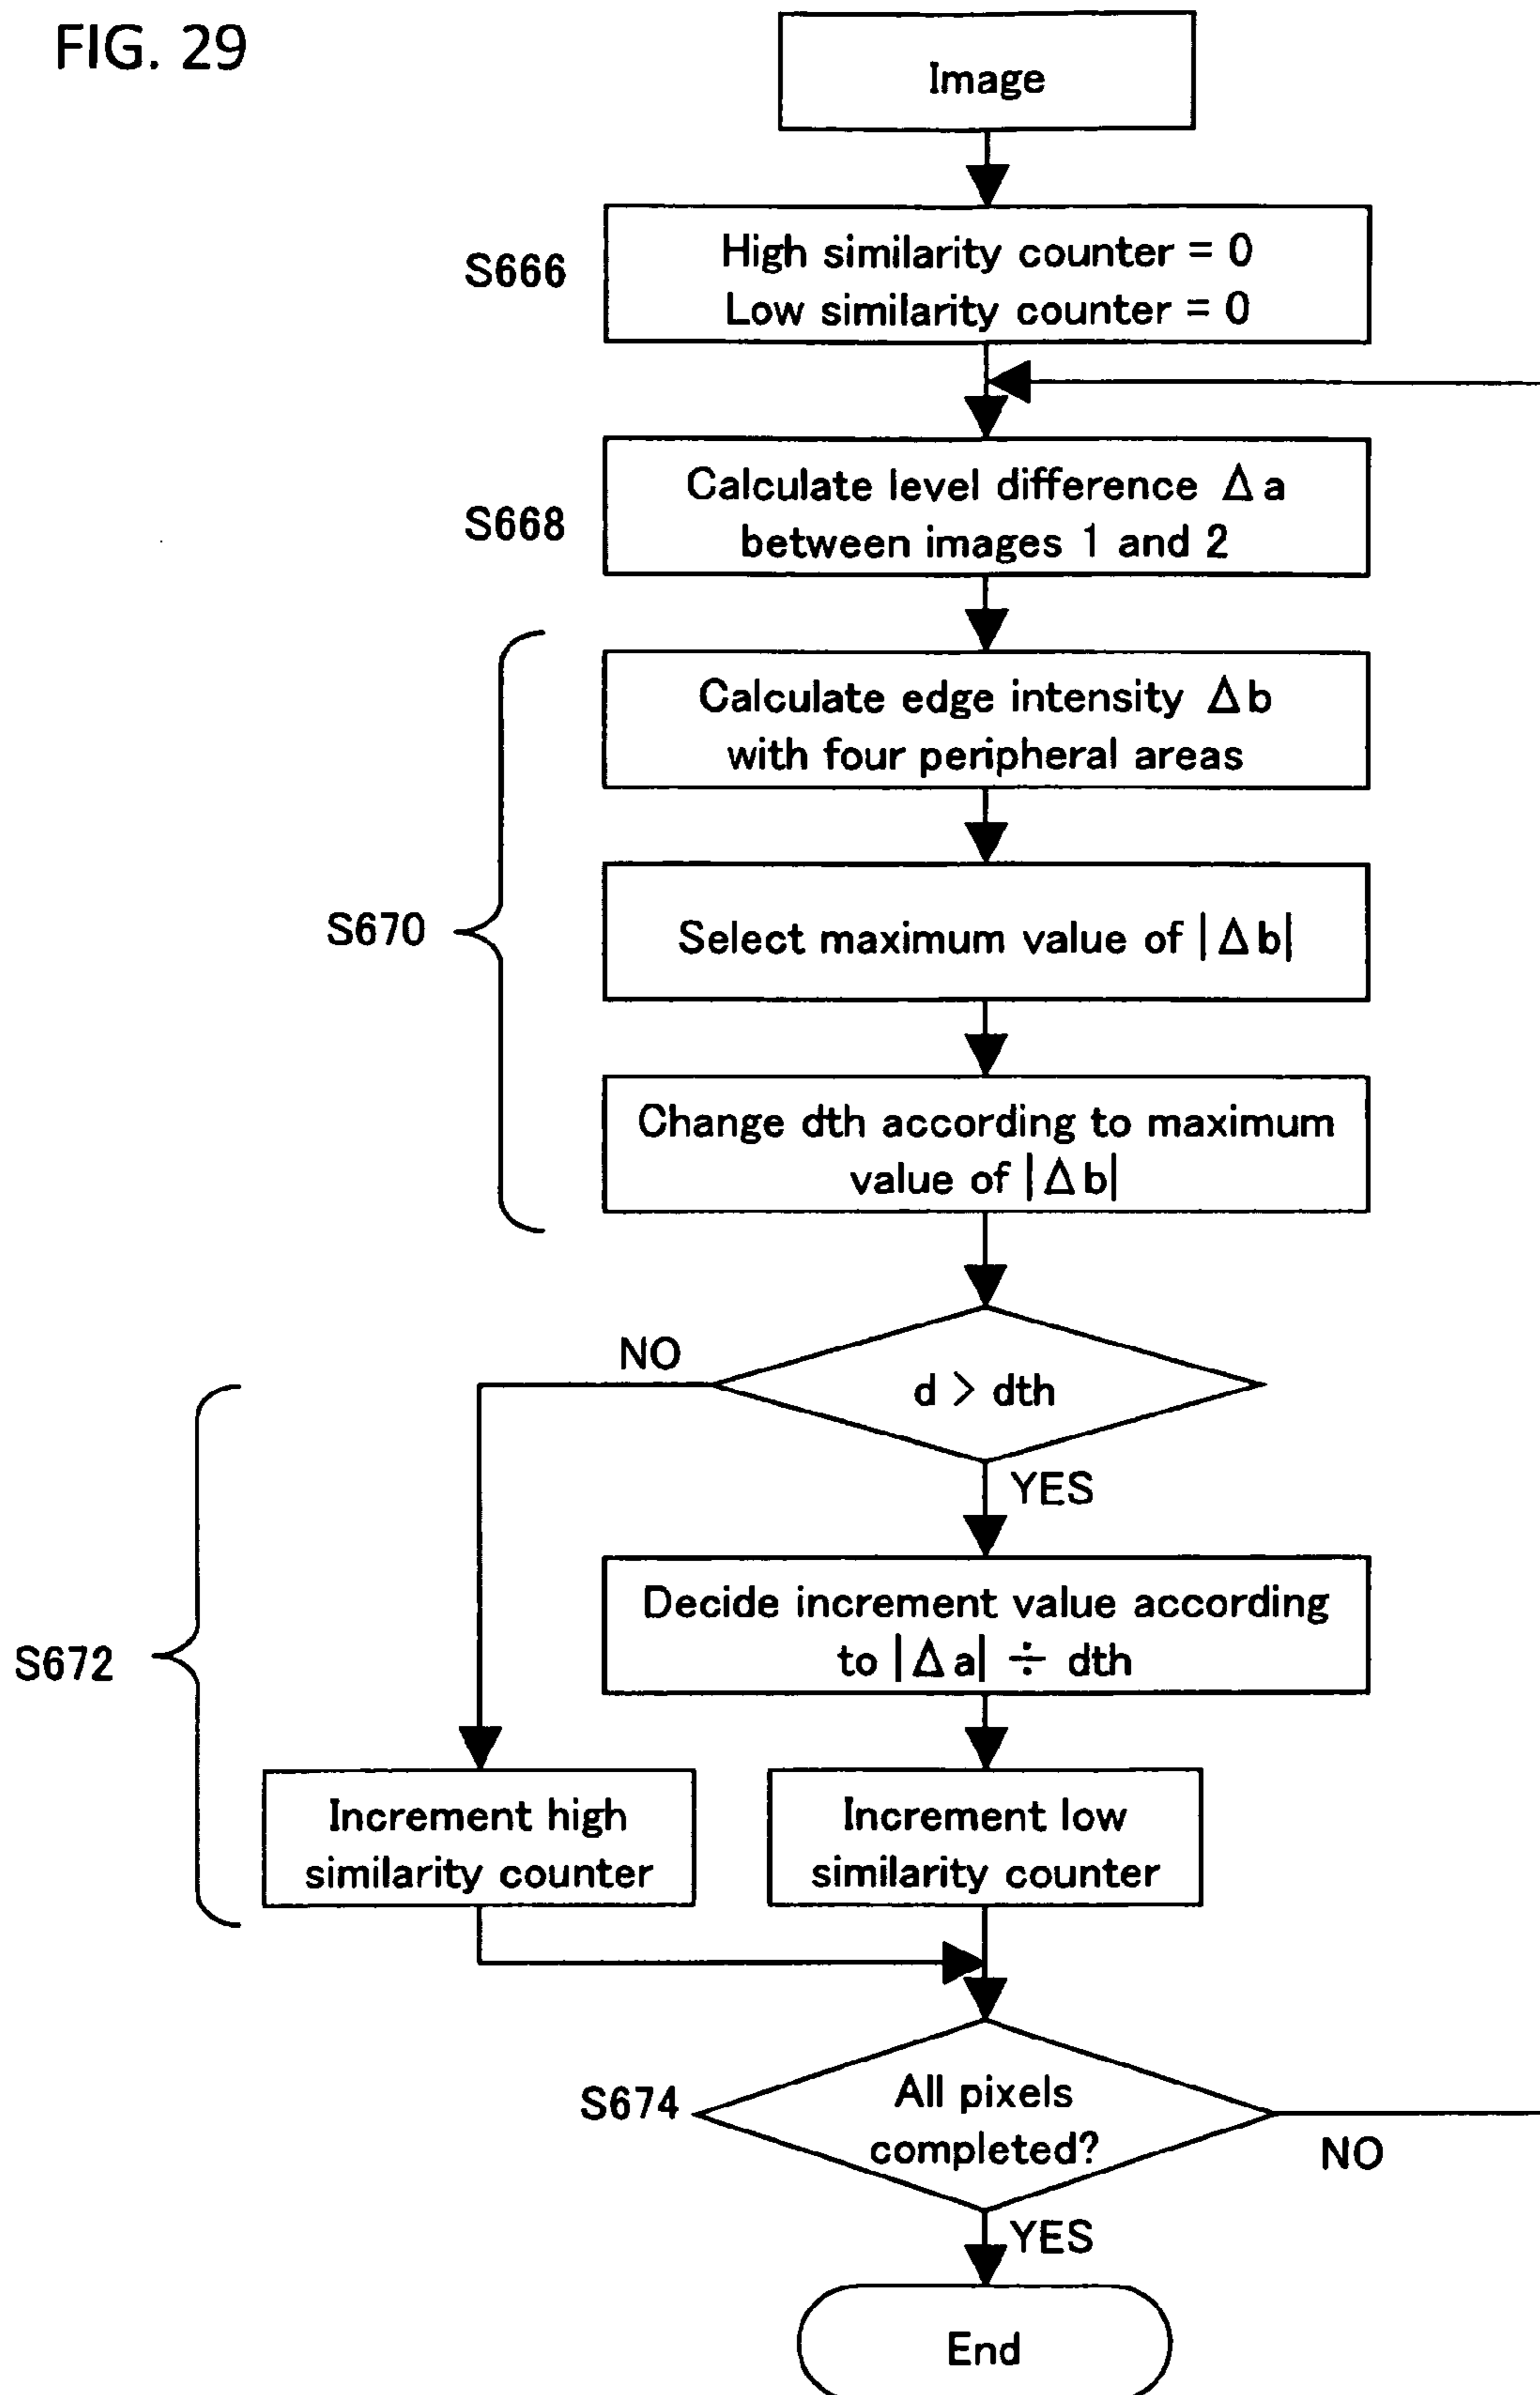 FIG. 29
Image
S666
High similarity counter = 0
Low similarity counter = 0
S668
Calculate level difference Δa
between images 1 and 2
S670
Calculate edge intensity Δb
with four peripheral areas
Select maximum value of |Δb|
Change dth according to maximum
value of |Δb|
S672
d > dth
NO
YES
Decide increment value according
to |Δa| ÷ dth
Increment high
similarity counter
Increment low
similarity counter
S674
All pixels
completed?
NO
YES
End